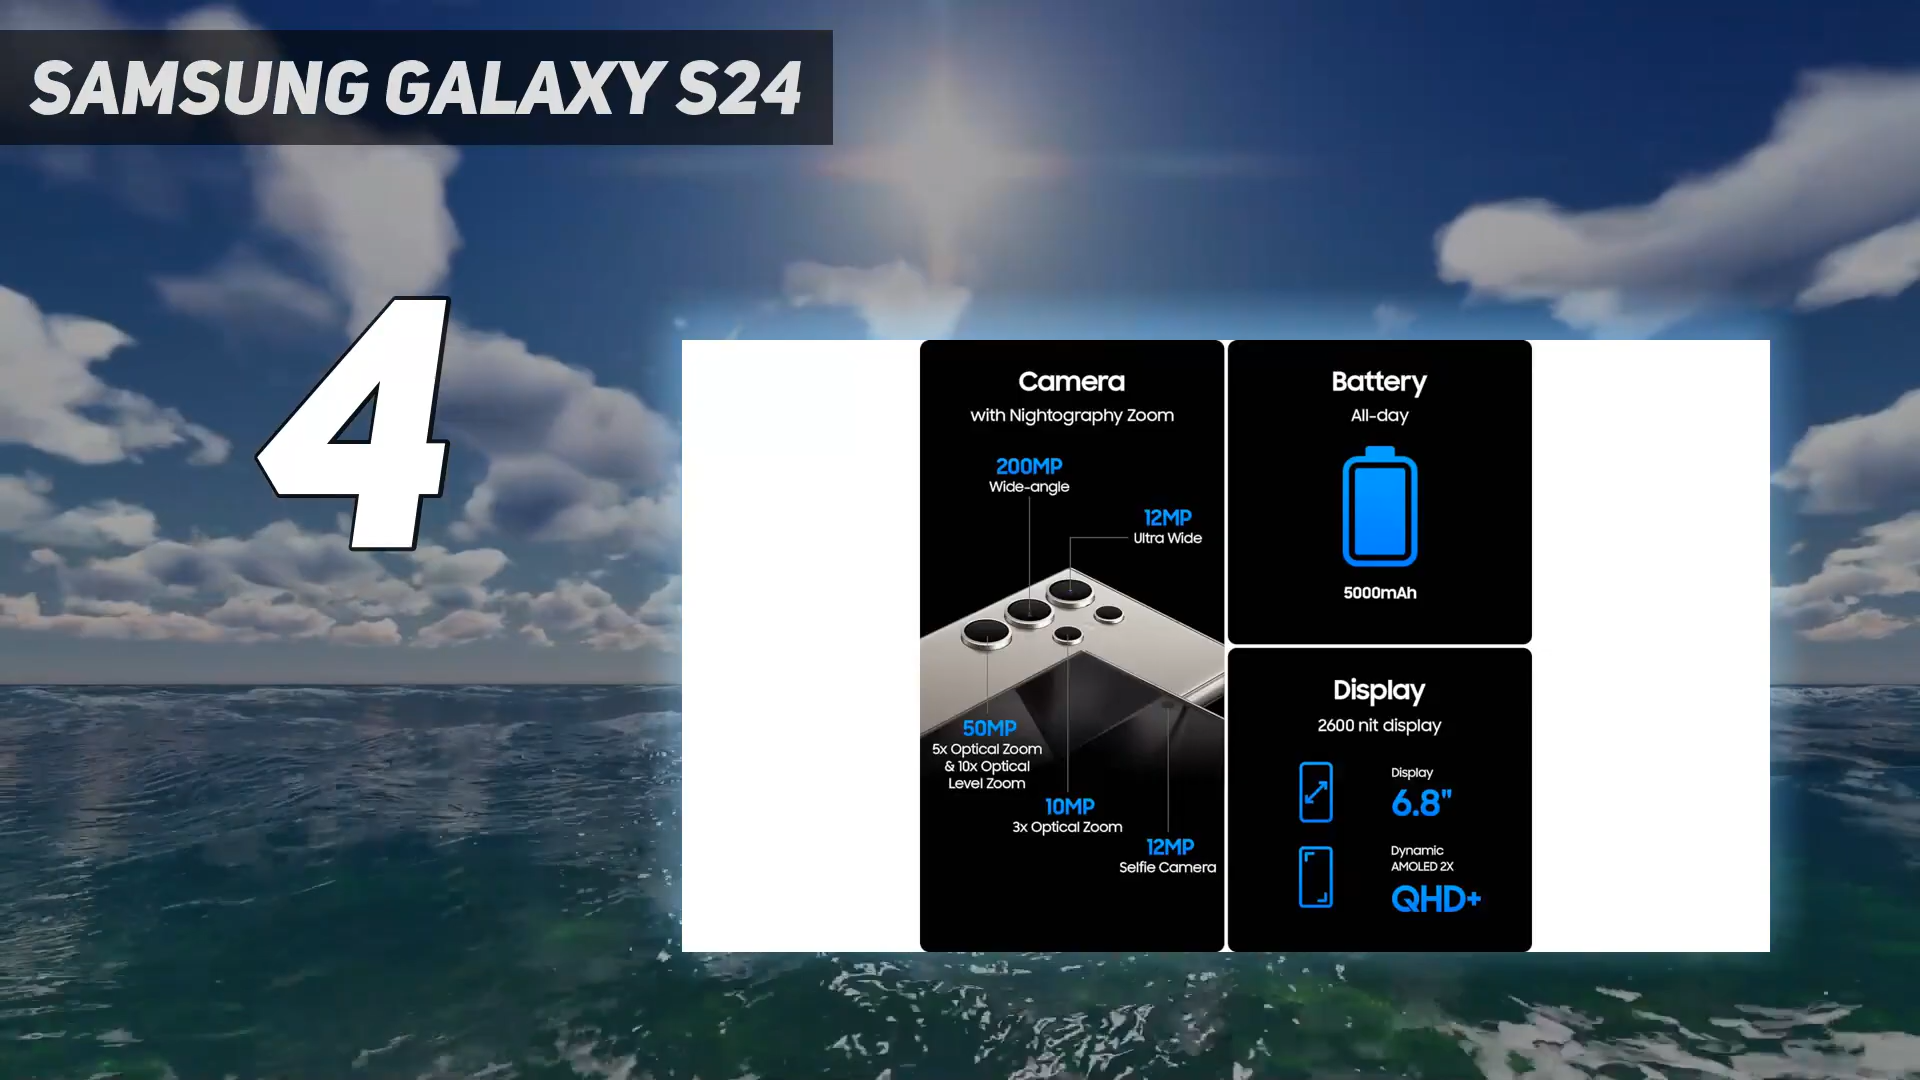 SAMSUNG GALAXY S24
4
Camera
with Nightography Zoom
200MP
Wide-angle
12MP
Ultra Wide
50MP
5x Optical Zoom
& 10x Optical
Level Zoom
10MP
3x Optical Zoom
12MP
Selfie Camera
Battery
All-day
5000mAh
Display
2600 nit display
Display
6.8"
Dynamic
AMOLED 2X
QHD+